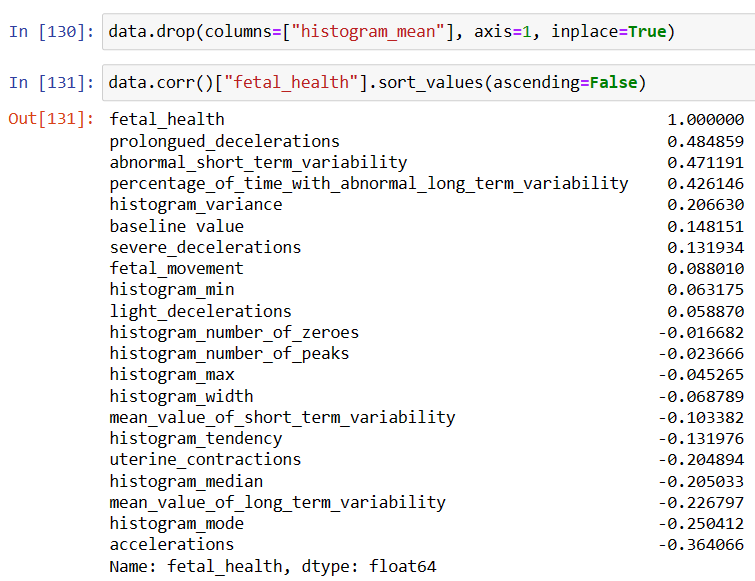 In [130]: data.drop(columns=["histogram_mean"], axis=1, inplace=True)
In [131]: data.corr()["fetal_health"].sort_values(ascending=False)
Out[131]: fetal_health 1.000000
prolongued_decelerations 0.484859
abnormal_short_term_variability 0.471191
percentage_of_time_with_abnormal_long_term_variability 0.426146
histogram_variance 0.206630
baseline value 0.148151
severe_decelerations 0.131934
fetal_movement 0.088010
histogram_min 0.063175
light_decelerations 0.058870
histogram_number_of_zeroes -0.016682
histogram_number_of_peaks -0.023666
histogram_max -0.045265
histogram_width -0.068789
mean_value_of_short_term_variability -0.103382
histogram_tendency -0.131976
uterine_contractions -0.204894
histogram_median -0.205033
mean_value_of_long_term_variability -0.226797
histogram_mode -0.250412
accelerations -0.364066
Name: fetal_health, dtype: float64